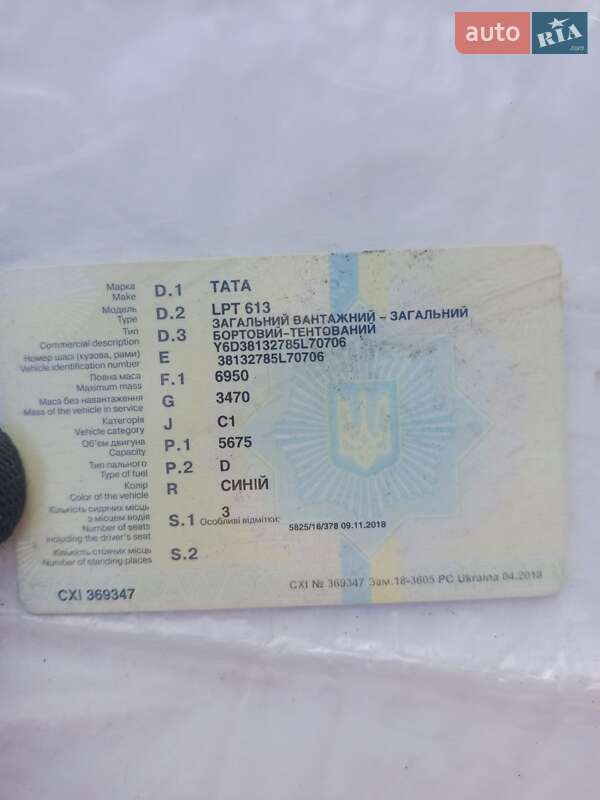 auto RIA .com
Марка D.1 ТАТА
Make
Модель D.2 LPT 613
Type ЗАГАЛЬНИЙ ВАНТАЖНИЙ - ЗАГАЛЬНИЙ
Тип D.3 БОРТОВИЙ-ТЕНТОВАНИЙ
Commercial description Y6D38132785L70706
Номер шасі (кузова, рами) E 38132785L70706
Vehicle identification number
Повна маса F.1 6950
Maximum mass
Маса без навантаження G 3470
Mass of the vehicle in service
Категорія J C1
Vehicle category
Об'єм двигуна P.1 5675
Capacity
Тип пального P.2 D
Type of fuel
Колір R СИНІЙ
Color of the vehicle
Кількість сидячих місць 3
з місцем водія S.1 Особливі відмітки: 5825/18/378 09.11.2018
Number of seats
including the driver's seat
Кількість стоячих місць S.2
Number of standing places
СХІ 369347
СХІ № 369347 Зам.18-3605 РС Ukraina 04.2018